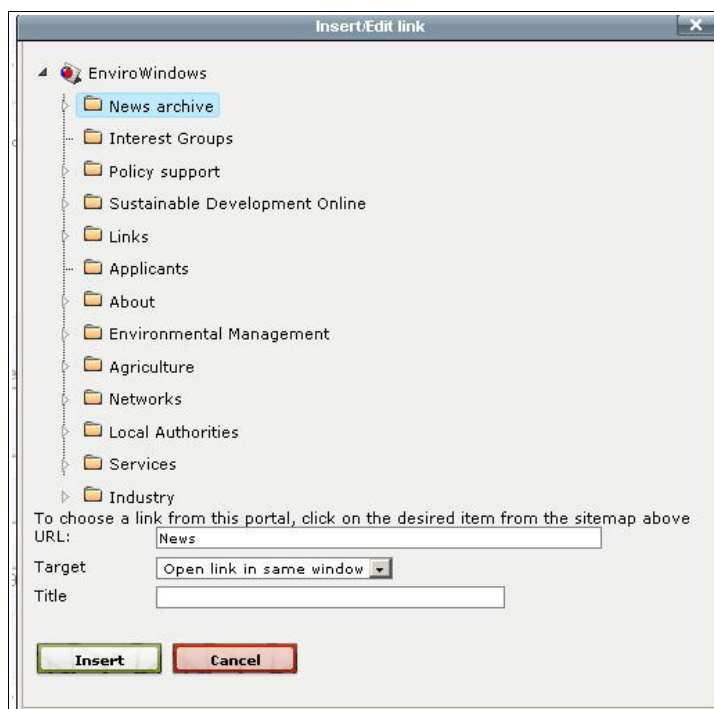 Insert/Edit link
EnviroWindows
News archive
Interest Groups
Policy support
Sustainable Development Online
Links
Applicants
About
Environmental Management
Agriculture
Networks
Local Authorities
Services
Industry
To choose a link from this portal, click on the desired item from the sitemap above
URL: News
Target Open link in same window
Title
Insert Cancel